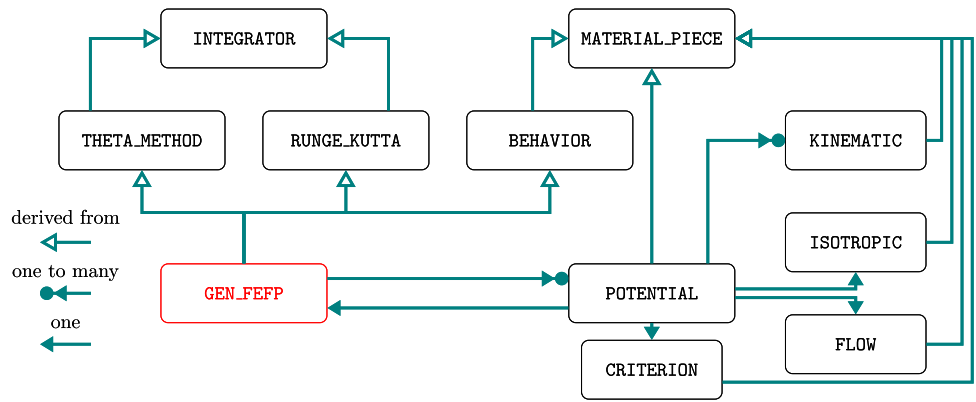 INTEGRATOR
MATERIAL_PIECE
THETA_METHOD
RUNGE_KUTTA
BEHAVIOR
KINEMATIC
derived from
ISOTROPIC
one to many
GEN_FEFP
POTENTIAL
one
FLOW
CRITERION